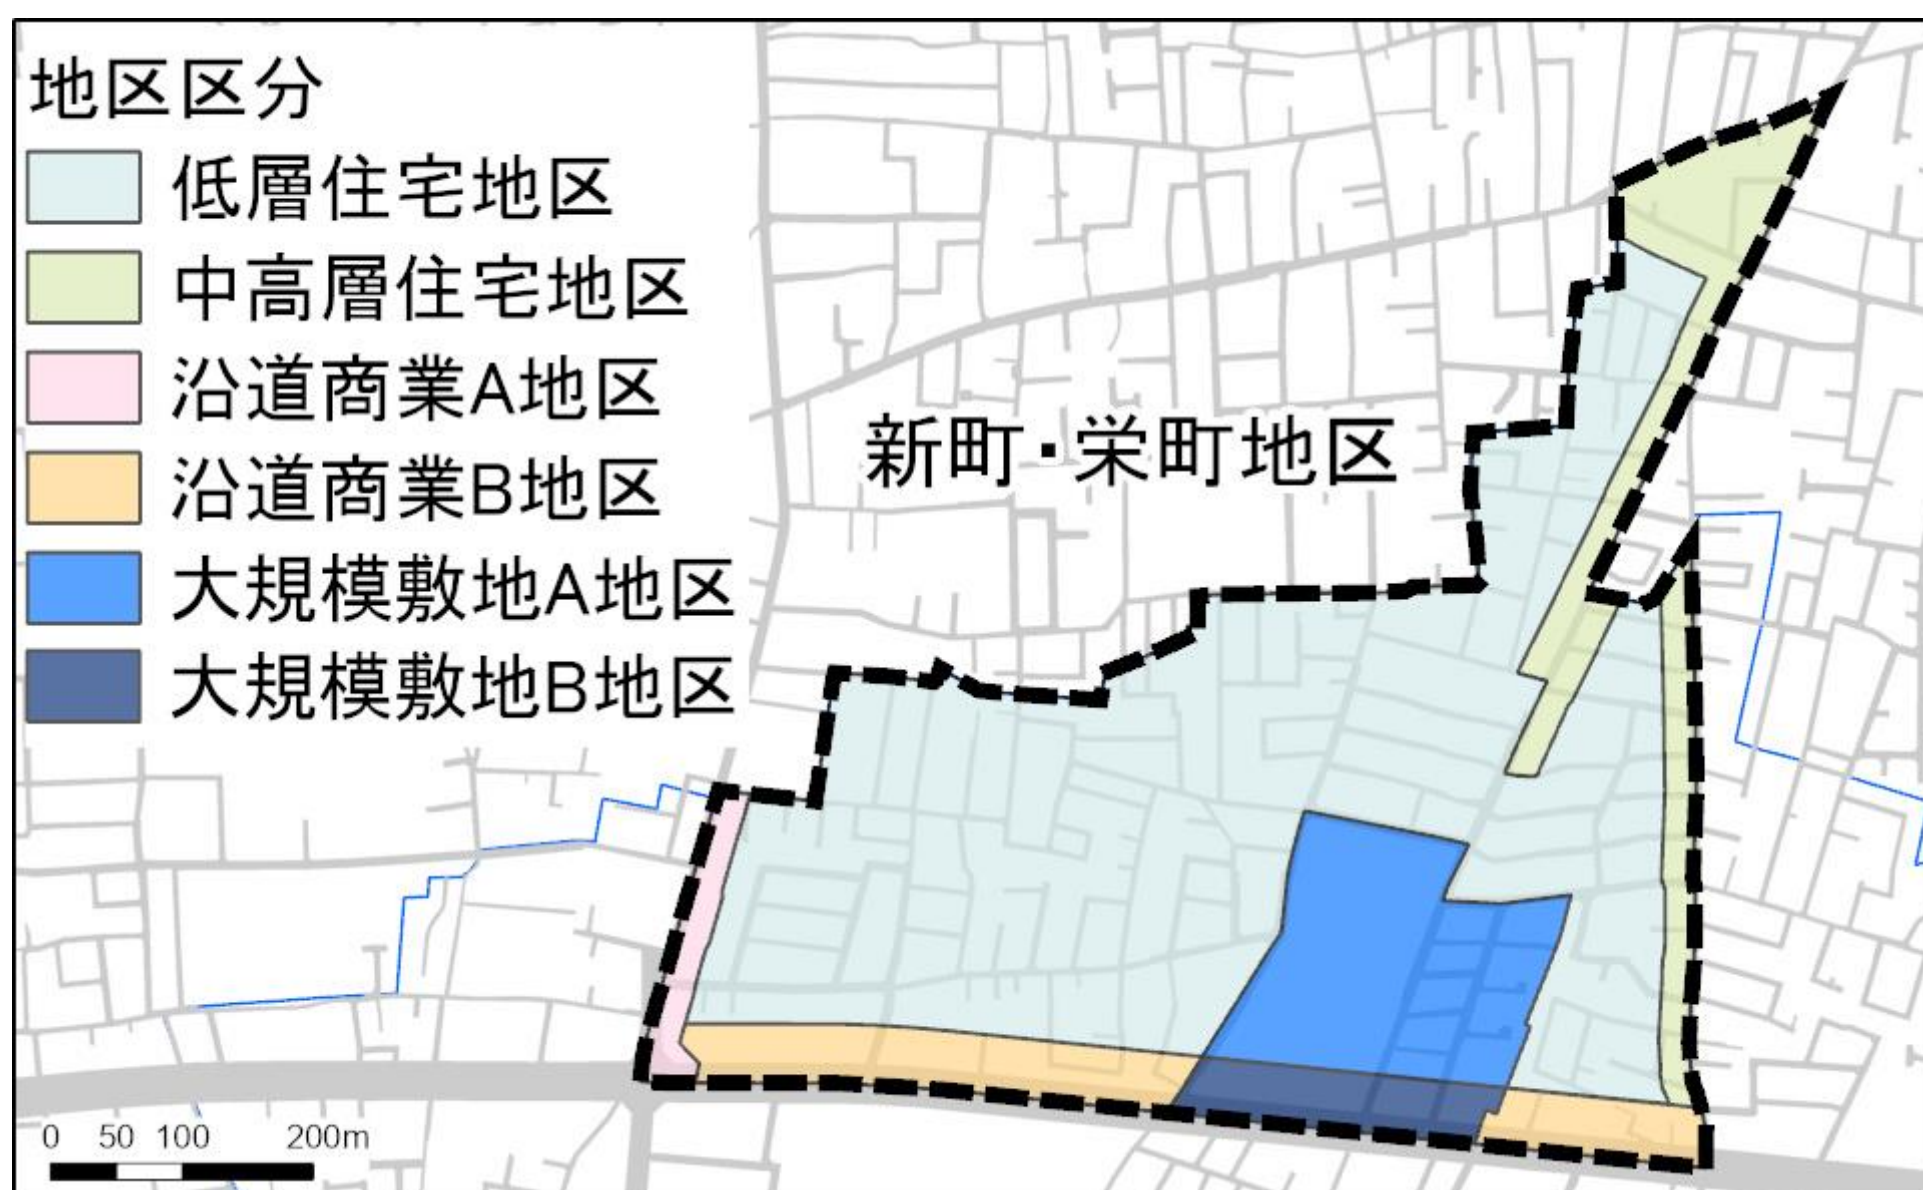 地区区分
低層住宅地区
中高層住宅地区
沿道商業A地区
沿道商業B地区
大規模敷地A地区
大規模敷地B地区
新町・栄町地区
0 50 100 200m